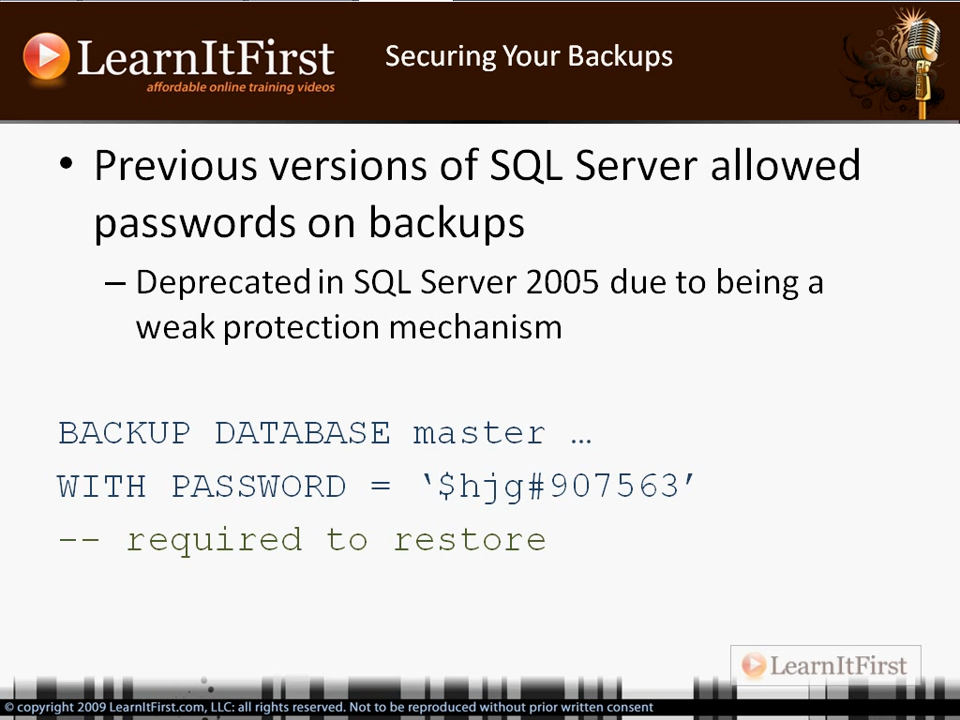 LearnItFirst
affordable online training videos
Securing Your Backups
• Previous versions of SQL Server allowed
passwords on backups
– Deprecated in SQL Server 2005 due to being a
weak protection mechanism
BACKUP DATABASE master …
WITH PASSWORD = ‘$hjg#907563’
-- required to restore
LearnItFirst
© copyright 2009 LearnItFirst.com, LLC: all rights reserved. Not to be reproduced without prior written consent